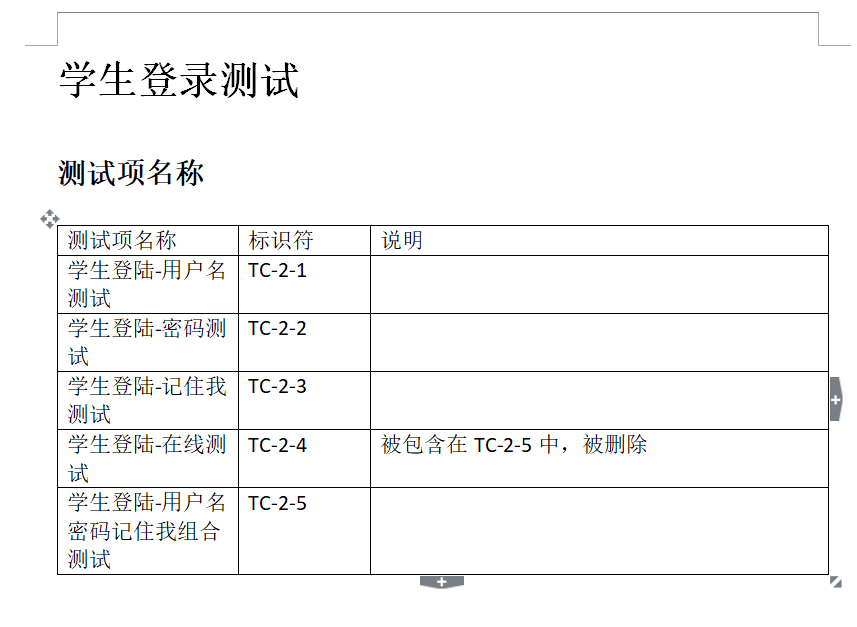 学生登录测试
测试项名称
测试项名称 标识符 说明
学生登陆-用户名 TC-2-1
测试
学生登陆-密码测 TC-2-2
试
学生登陆-记住我 TC-2-3
测试
学生登陆-在线测 TC-2-4 被包含在 TC-2-5 中，被删除
试
学生登陆-用户名 TC-2-5
密码记住我组合
测试